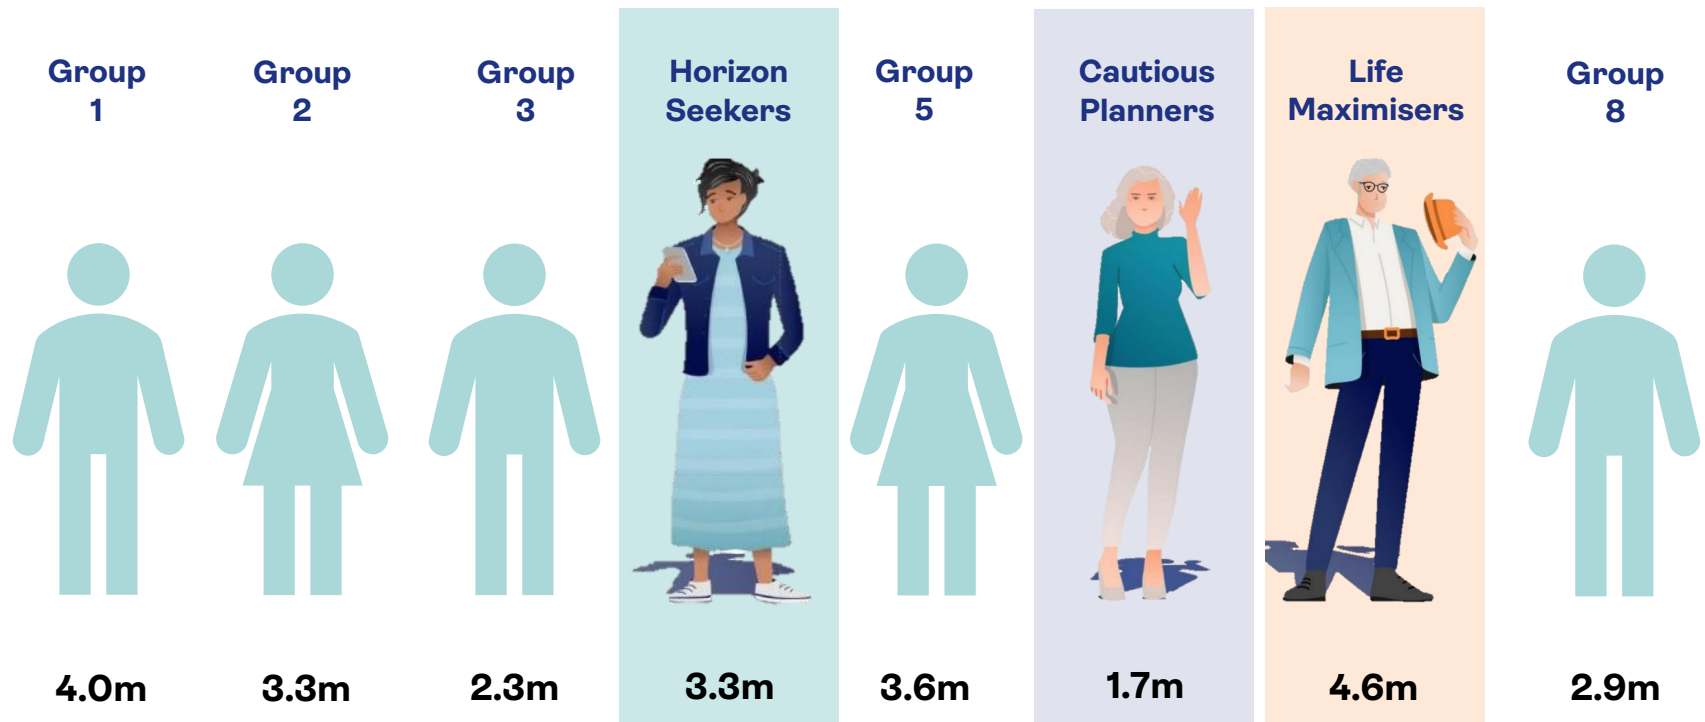 Group
1
Group
2
Group
3
Horizon
Seekers
Group
5
Cautious
Planners
Life
Maximisers
Group
8
4.0m
3.3m
2.3m
3.3m
3.6m
1.7m
4.6m
2.9m